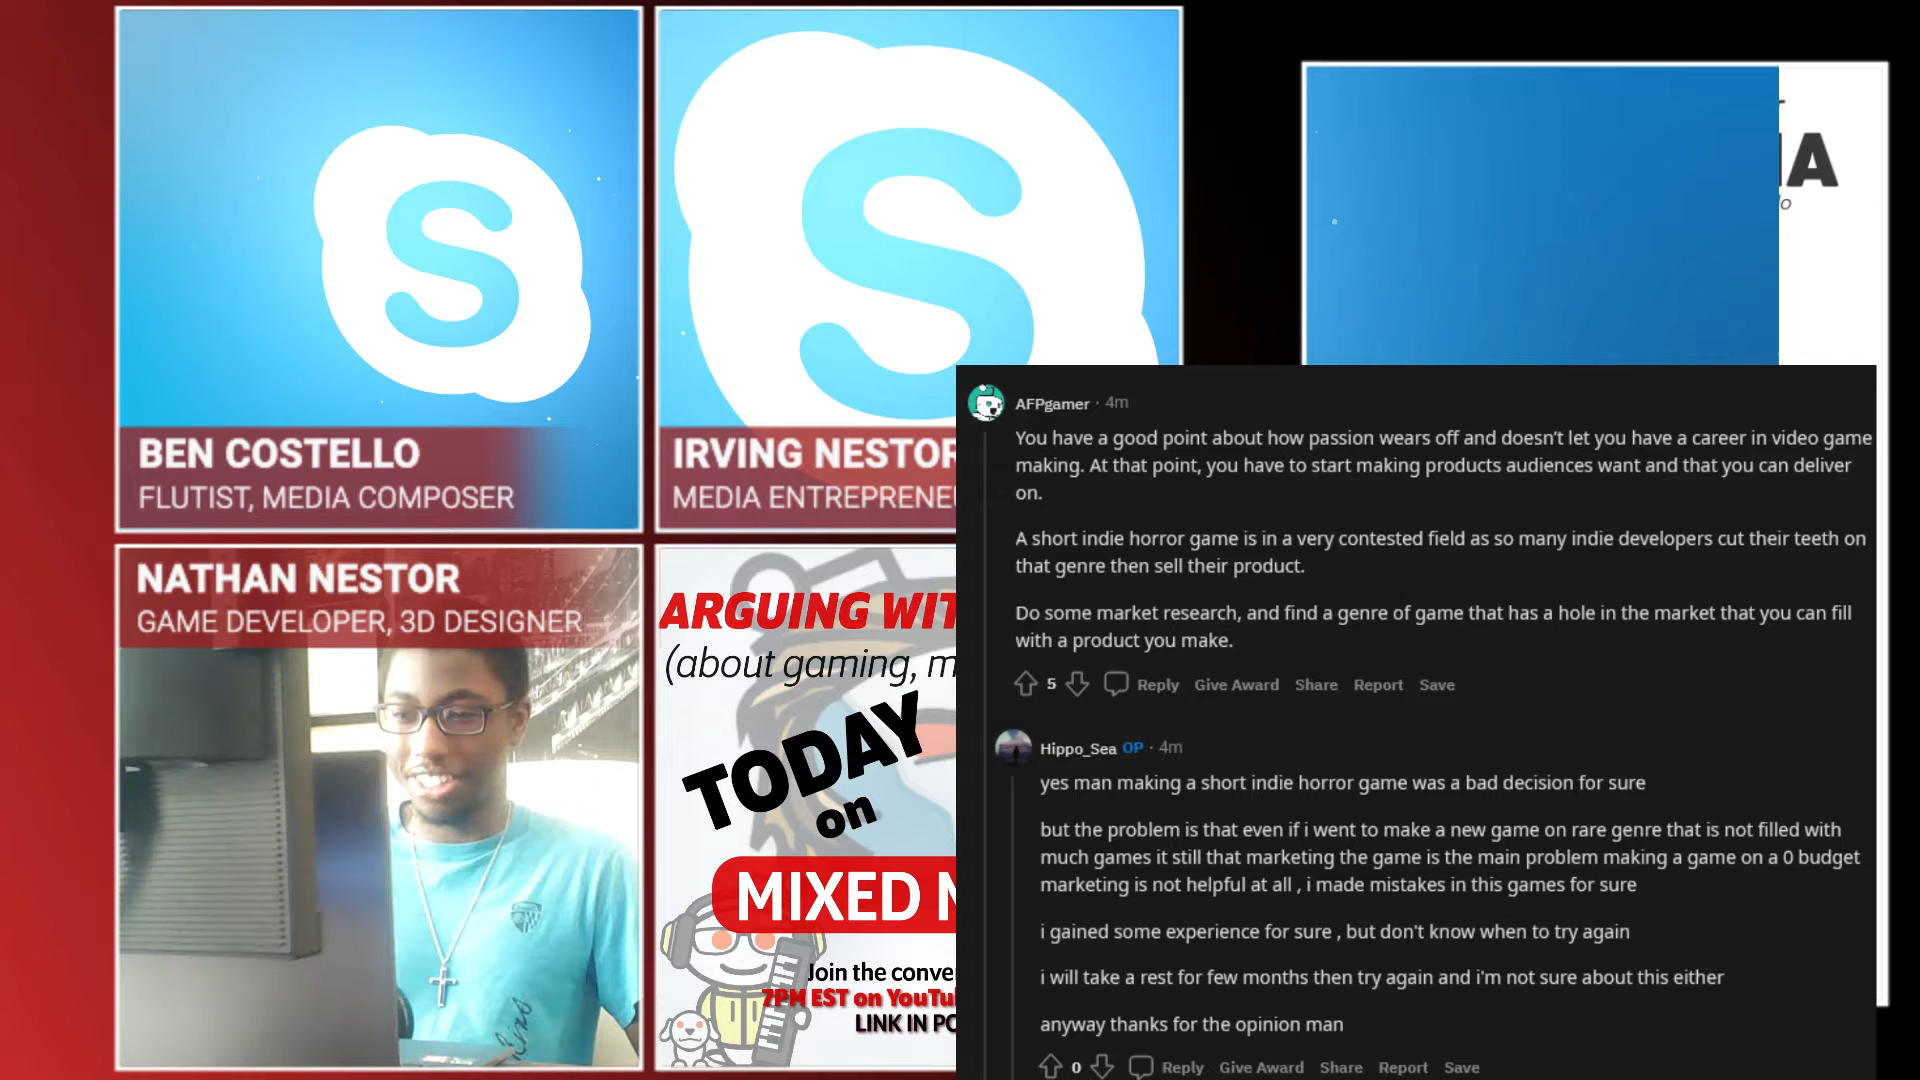 BEN COSTELLO
FLUTIST, MEDIA COMPOSER
IRVING NESTOR
MEDIA ENTREPRENE
A
lo
NATHAN NESTOR
GAME DEVELOPER, 3D DESIGNER
ARGUING WIT
(about gaming, m
TODAY
on
MIXED
Join the conve
7PM EST on YouTu
LINK IN PO
AFPgamer · 4m
You have a good point about how passion wears off and doesn't let you have a career in video game
making. At that point, you have to start making products audiences want and that you can deliver
on.
A short indie horror game is in a very contested field as so many indie developers cut their teeth on
that genre then sell their product.
Do some market research, and find a genre of game that has a hole in the market that you can fill
with a product you make.
5 Reply Give Award Share Report Save
Hippo_Sea OP · 4m
yes man making a short indie horror game was a bad decision for sure
but the problem is that even if i went to make a new game on rare genre that is not filled with
much games it still that marketing the game is the main problem making a game on a 0 budget
marketing is not helpful at all , i made mistakes in this games for sure
i gained some experience for sure , but don't know when to try again
i will take a rest for few months then try again and i'm not sure about this either
anyway thanks for the opinion man
0 Reply Give Award Share Report Save